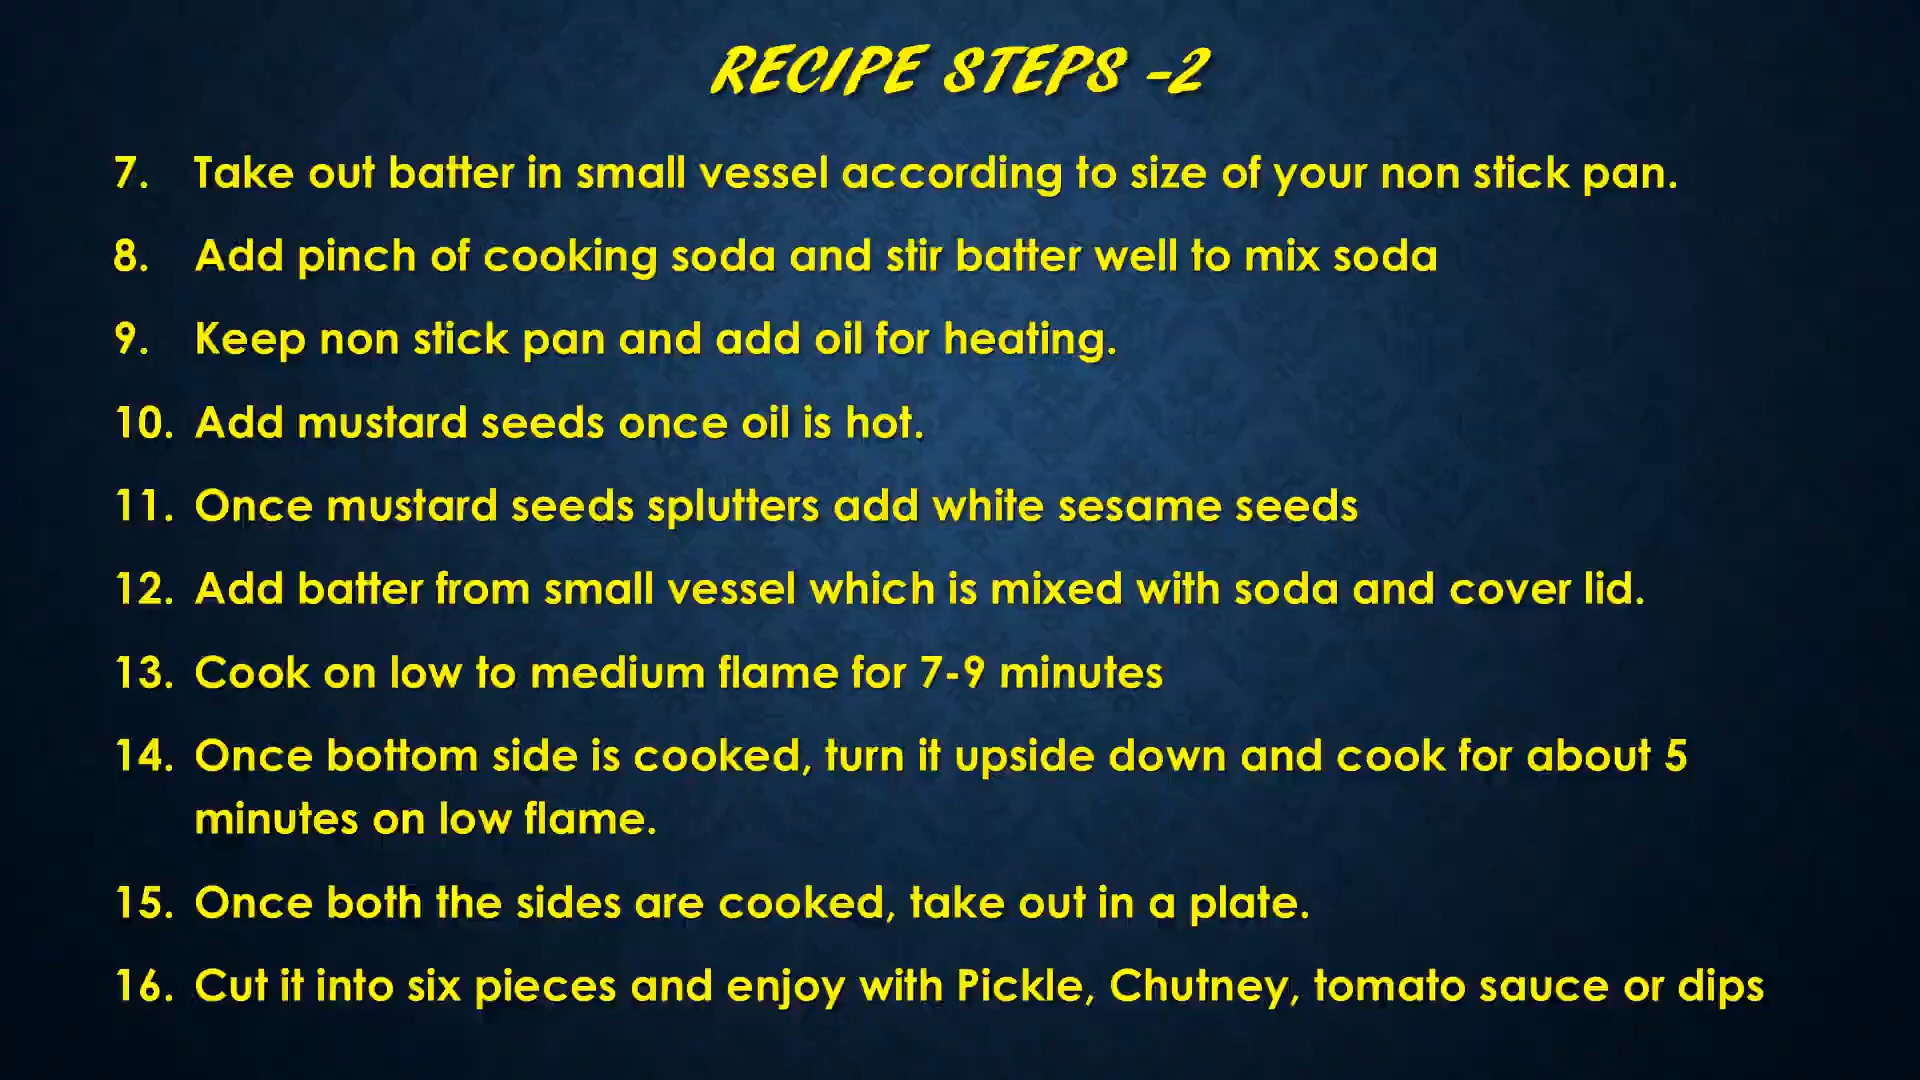 RECIPE STEPS -2
7. Take out batter in small vessel according to size of your non stick pan.
8. Add pinch of cooking soda and stir batter well to mix soda
9. Keep non stick pan and add oil for heating.
10. Add mustard seeds once oil is hot.
11. Once mustard seeds splutters add white sesame seeds
12. Add batter from small vessel which is mixed with soda and cover lid.
13. Cook on low to medium flame for 7-9 minutes
14. Once bottom side is cooked, turn it upside down and cook for about 5
minutes on low flame.
15. Once both the sides are cooked, take out in a plate.
16. Cut it into six pieces and enjoy with Pickle, Chutney, tomato sauce or dips